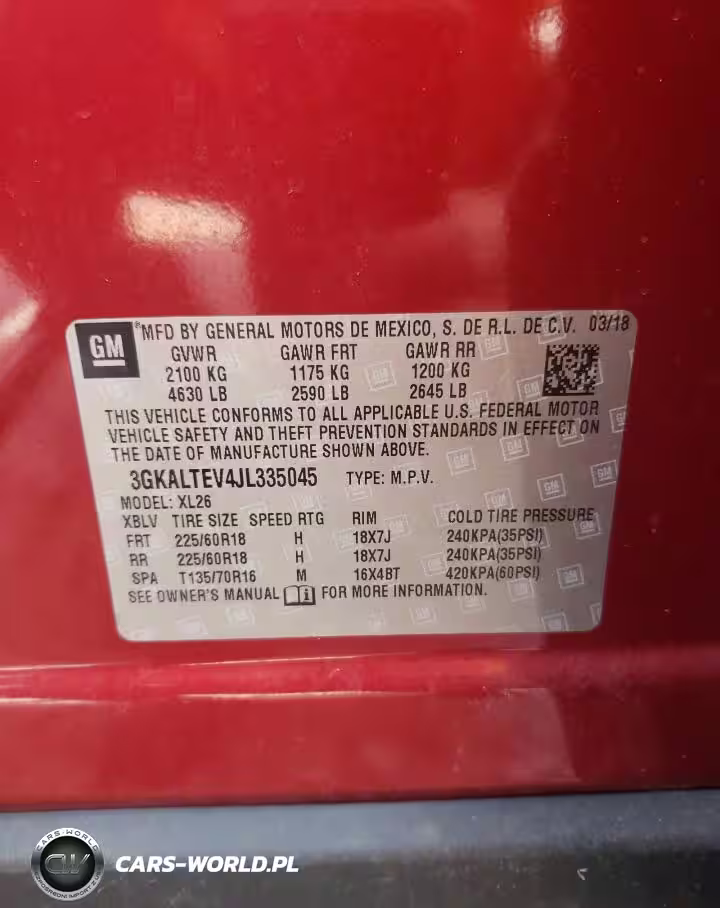 GM
®MFD BY GENERAL MOTORS DE MEXICO, S. DE R.L. DE C.V. 03/18
GVWR GAWR FRT GAWR RR
2100 KG 1175 KG 1200 KG
4630 LB 2590 LB 2645 LB
THIS VEHICLE CONFORMS TO ALL APPLICABLE U.S. FEDERAL MOTOR
VEHICLE SAFETY AND THEFT PREVENTION STANDARDS IN EFFECT ON
THE DATE OF MANUFACTURE SHOWN ABOVE.
3GKALTEV4JL335045 TYPE: M.P.V.
MODEL: XL26
XBLV TIRE SIZE SPEED RTG RIM COLD TIRE PRESSURE
FRT 225/60R18 H 18X7J 240KPA(35PSI)
RR 225/60R18 H 18X7J 240KPA(35PSI)
SPA T135/70R16 M 16X4BT 420KPA(60PSI)
SEE OWNER'S MANUAL FOR MORE INFORMATION.
CARS-WORLD
CARS-WORLD.PL